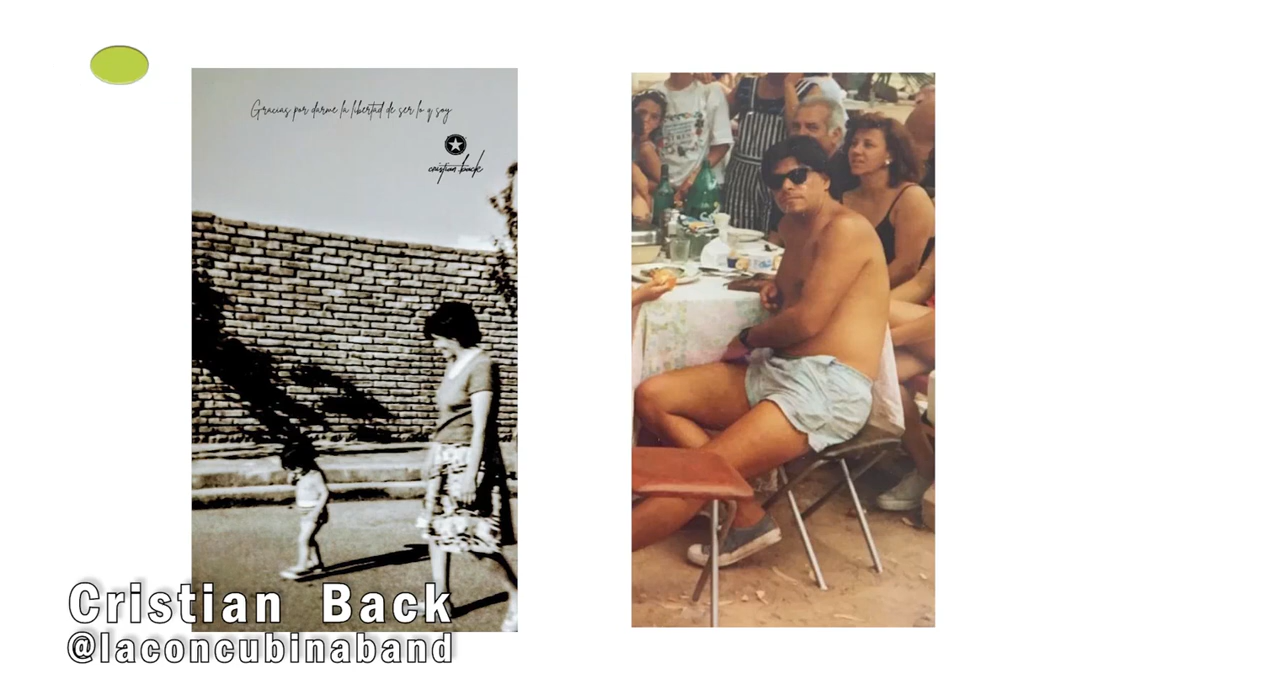 Gracias por darme la libertad de ser lo q soy
cristian back
Cristian Back
@laconcubinaband